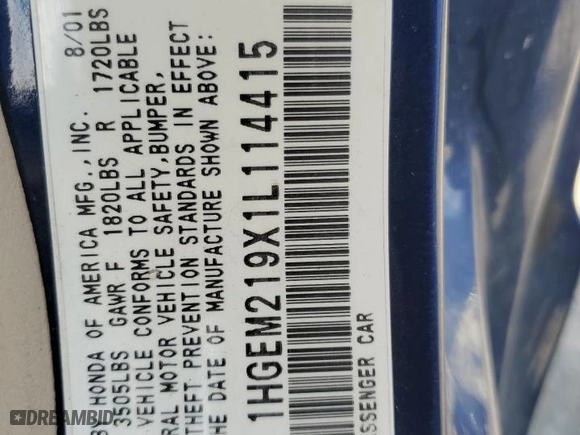 BY HONDA OF AMERICA MFG., INC. 8/01
3505LBS GAWR F 1820LBS R 1720LBS
VEHICLE CONFORMS TO ALL APPLICABLE
RAL MOTOR VEHICLE SAFETY, BUMPER,
THEFT PREVENTION STANDARDS IN EFFECT
HE DATE OF MANUFACTURE SHOWN ABOVE:
1HGEM219X1L114415
SSENGER CAR
DREAMBID